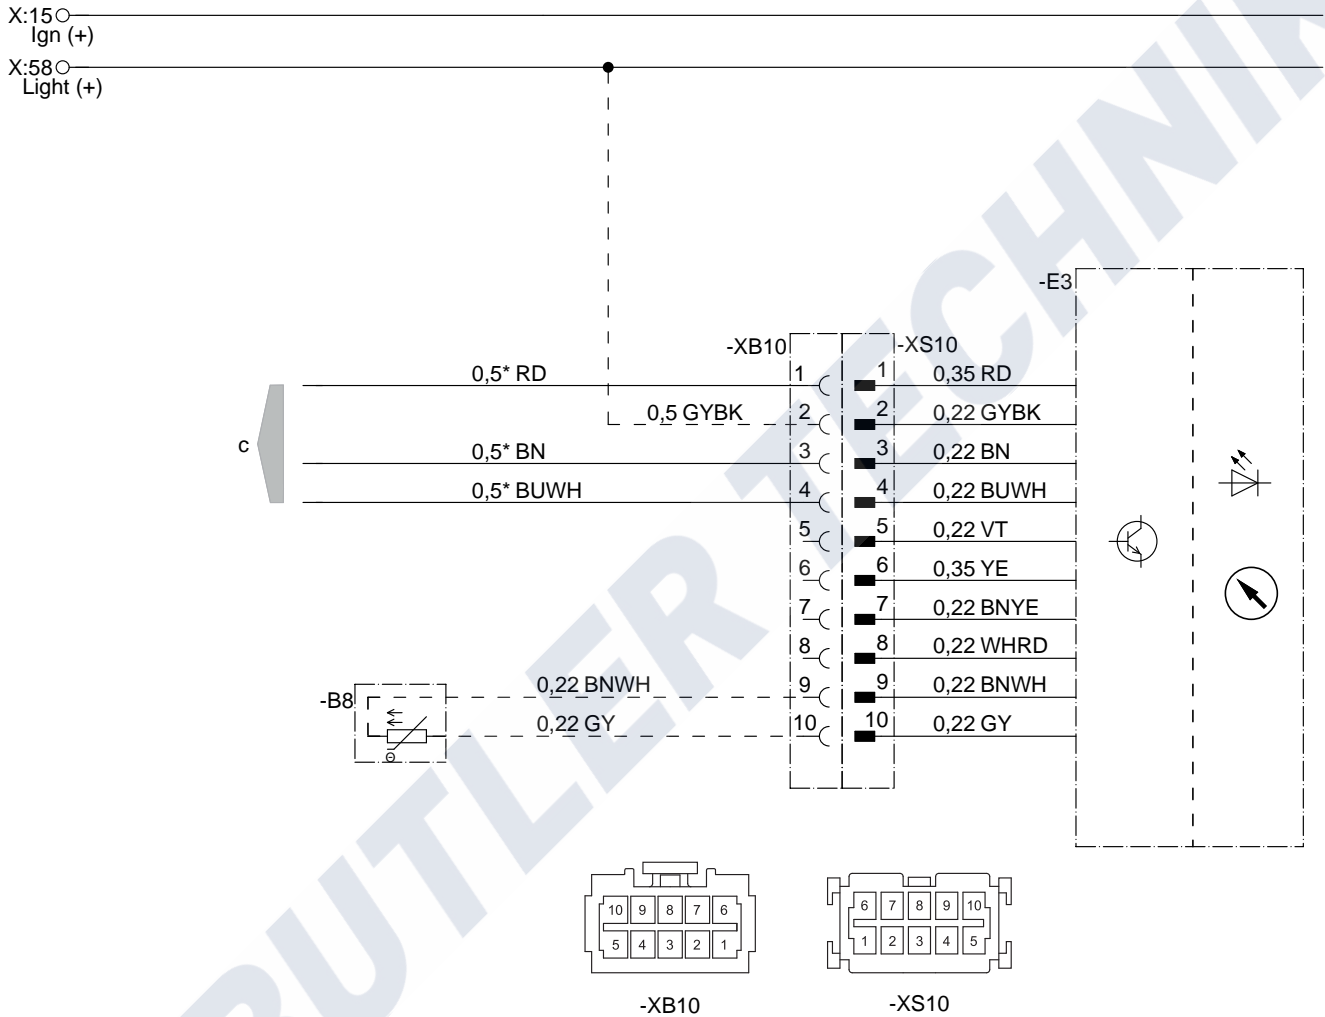 X:15
Ign (+)
X:58
Light (+)
-E3
-XB10 -XS10
0,5* RD 1 1 0,35 RD
0,5 GYBK 2 2 0,22 GYBK
c
0,5* BN 3 3 0,22 BN
0,5* BUWH 4 4 0,22 BUWH
5 5 0,22 VT
6 6 0,35 YE
7 7 0,22 BNYE
8 8 0,22 WHRD
-B8 0,22 BNWH 9 9 0,22 BNWH
0,22 GY 10 10 0,22 GY
10 9 8 7 6
5 4 3 2 1
-XB10
6 7 8 9 10
1 2 3 4 5
-XS10
BUTLER TECHNIK